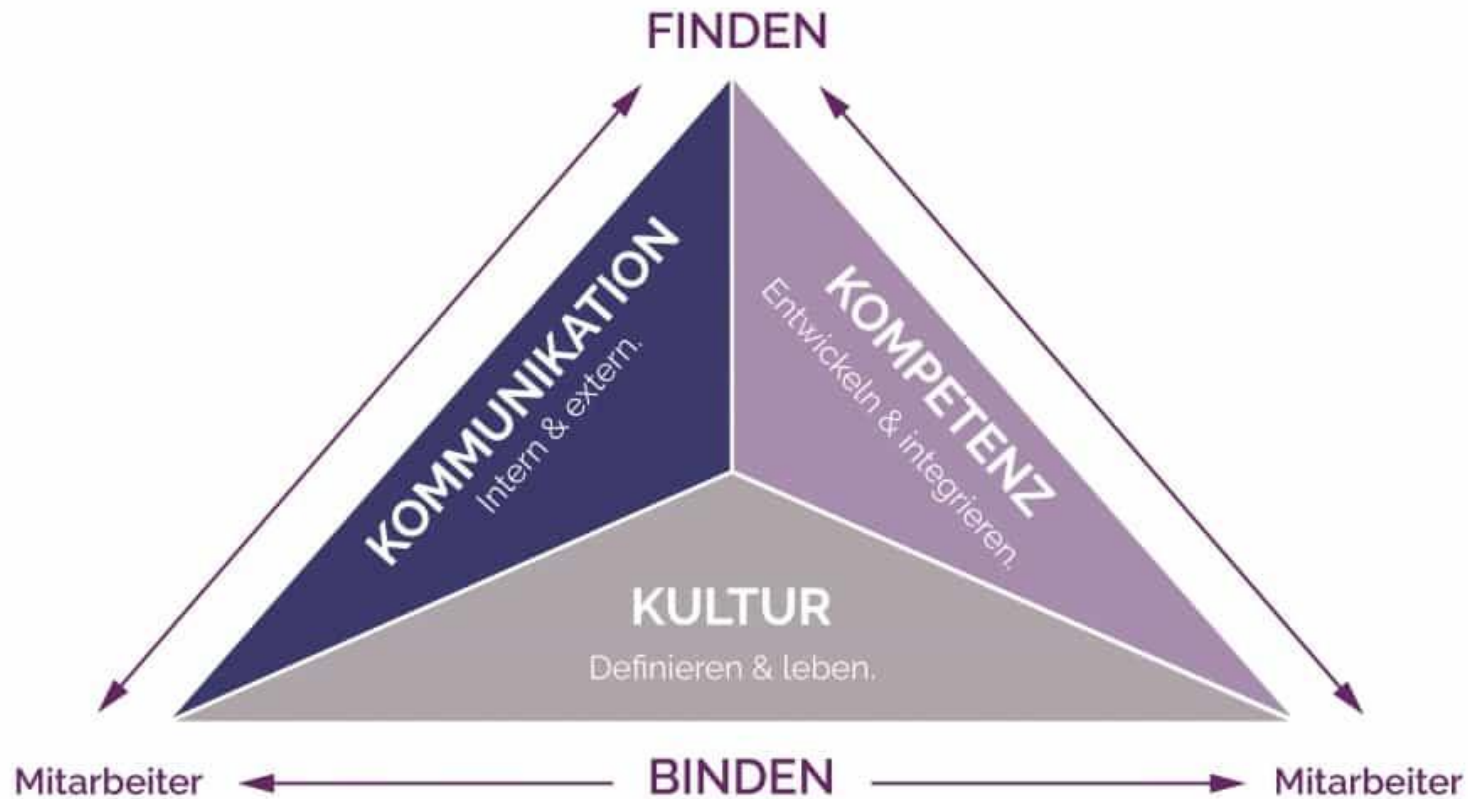 FINDEN
KOMMUNIKATION
Intern & extern.
KOMPETENZ
Entwickeln & integrieren.
KULTUR
Definieren & leben.
Mitarbeiter
BINDEN
Mitarbeiter